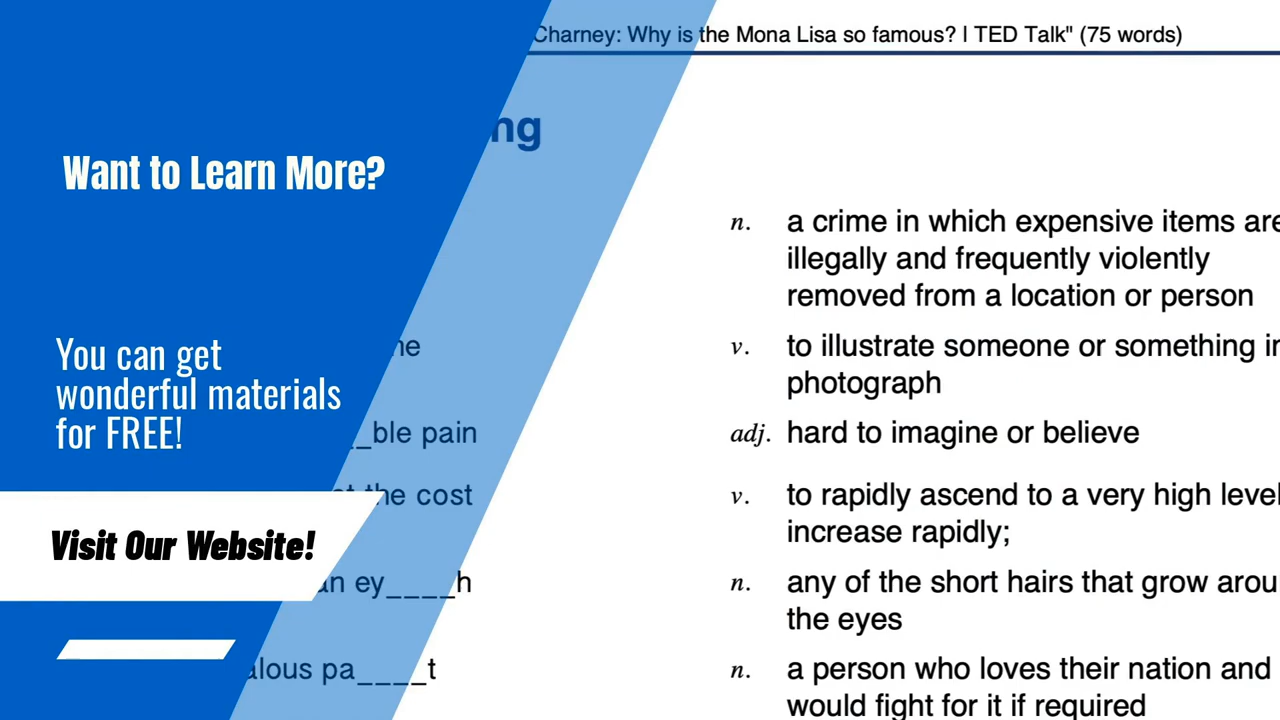 Charney: Why is the Mona Lisa so famous? | TED Talk" (75 words)
ng
Want to Learn More?
You can get
wonderful materials
for FREE!
Visit Our Website!
ne
_ble pain
the cost
an ey____h
alous pa____t
n. a crime in which expensive items are
illegally and frequently violently
removed from a location or person
v. to illustrate someone or something in
photograph
adj. hard to imagine or believe
v. to rapidly ascend to a very high level
increase rapidly;
n. any of the short hairs that grow arou
the eyes
n. a person who loves their nation and
would fight for it if required